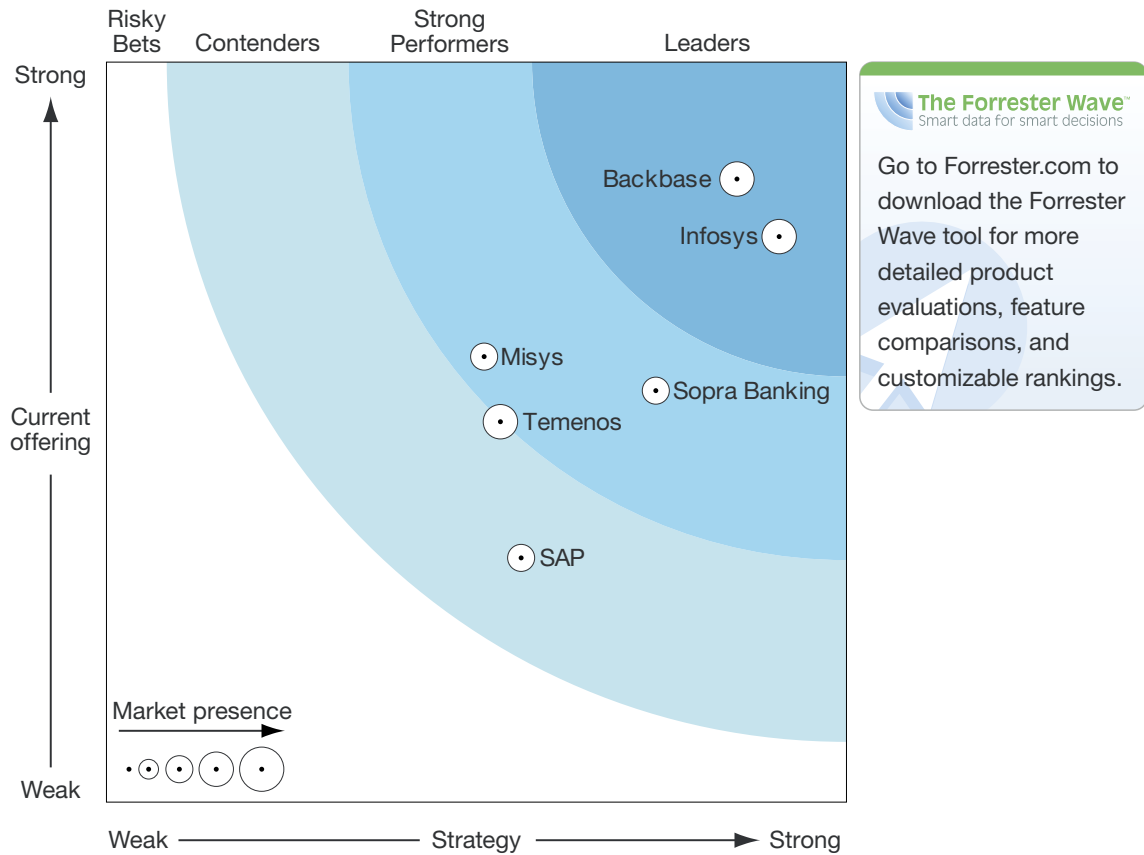 Risky
Bets
Contenders
Strong
Performers
Leaders
Strong
Current
offering
Weak
Backbase
Infosys
Misys
Sopra Banking
Temenos
SAP
Market presence
Weak
Strategy
Strong
The Forrester Wave™
Smart data for smart decisions
Go to Forrester.com to
download the Forrester
Wave tool for more
detailed product
evaluations, feature
comparisons, and
customizable rankings.